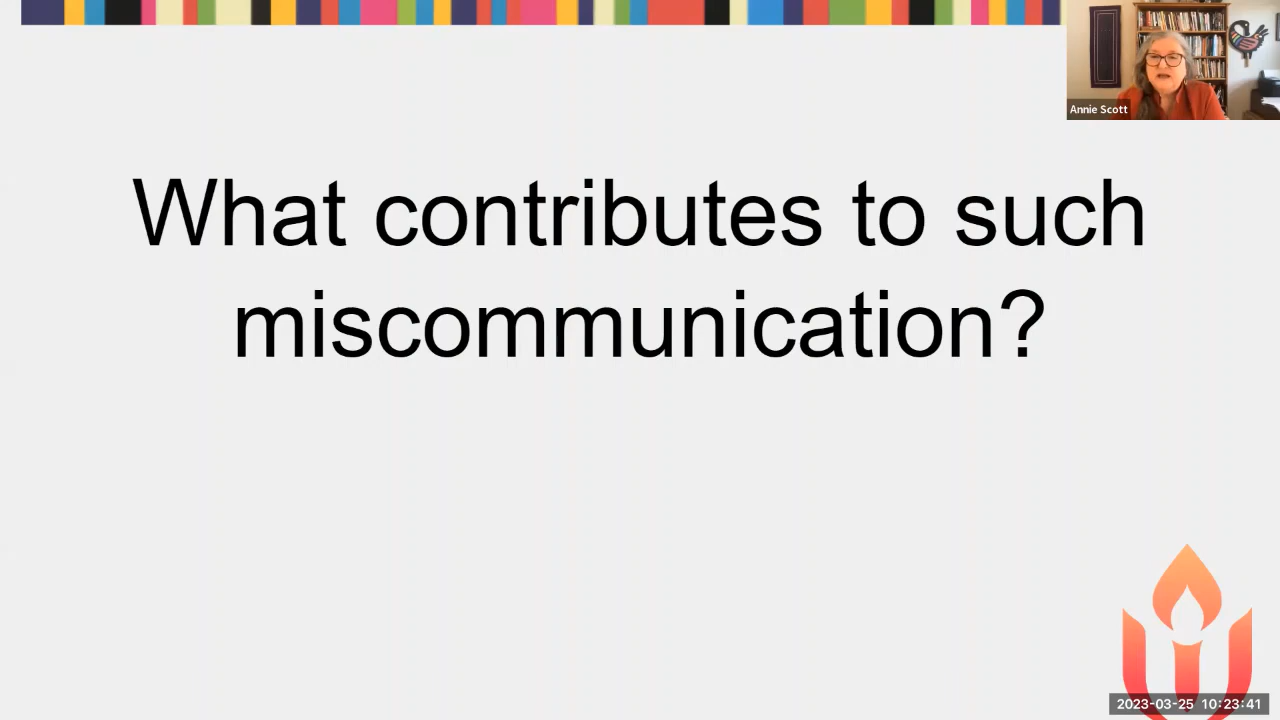 Annie Scott
What contributes to such
miscommunication?
2023-03-25 10:23:41